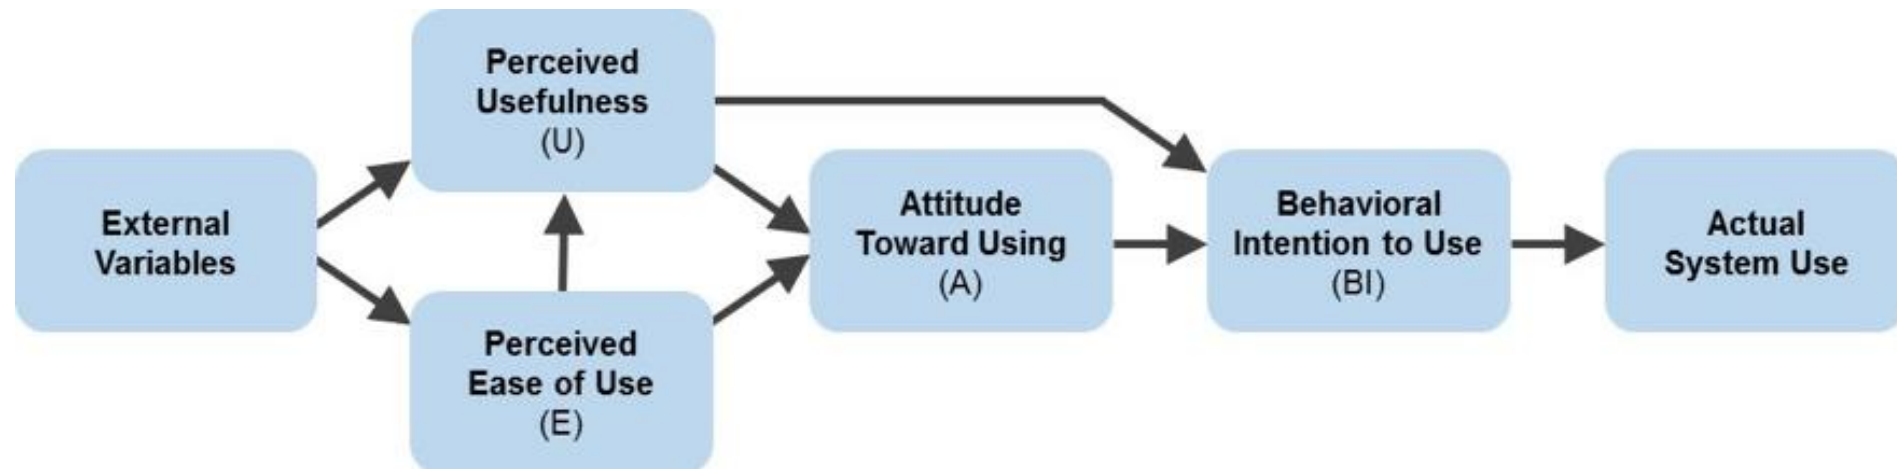 Perceived
Usefulness
(U)
External
Variables
Perceived
Ease of Use
(E)
Attitude
Toward Using
(A)
Behavioral
Intention to Use
(BI)
Actual
System Use